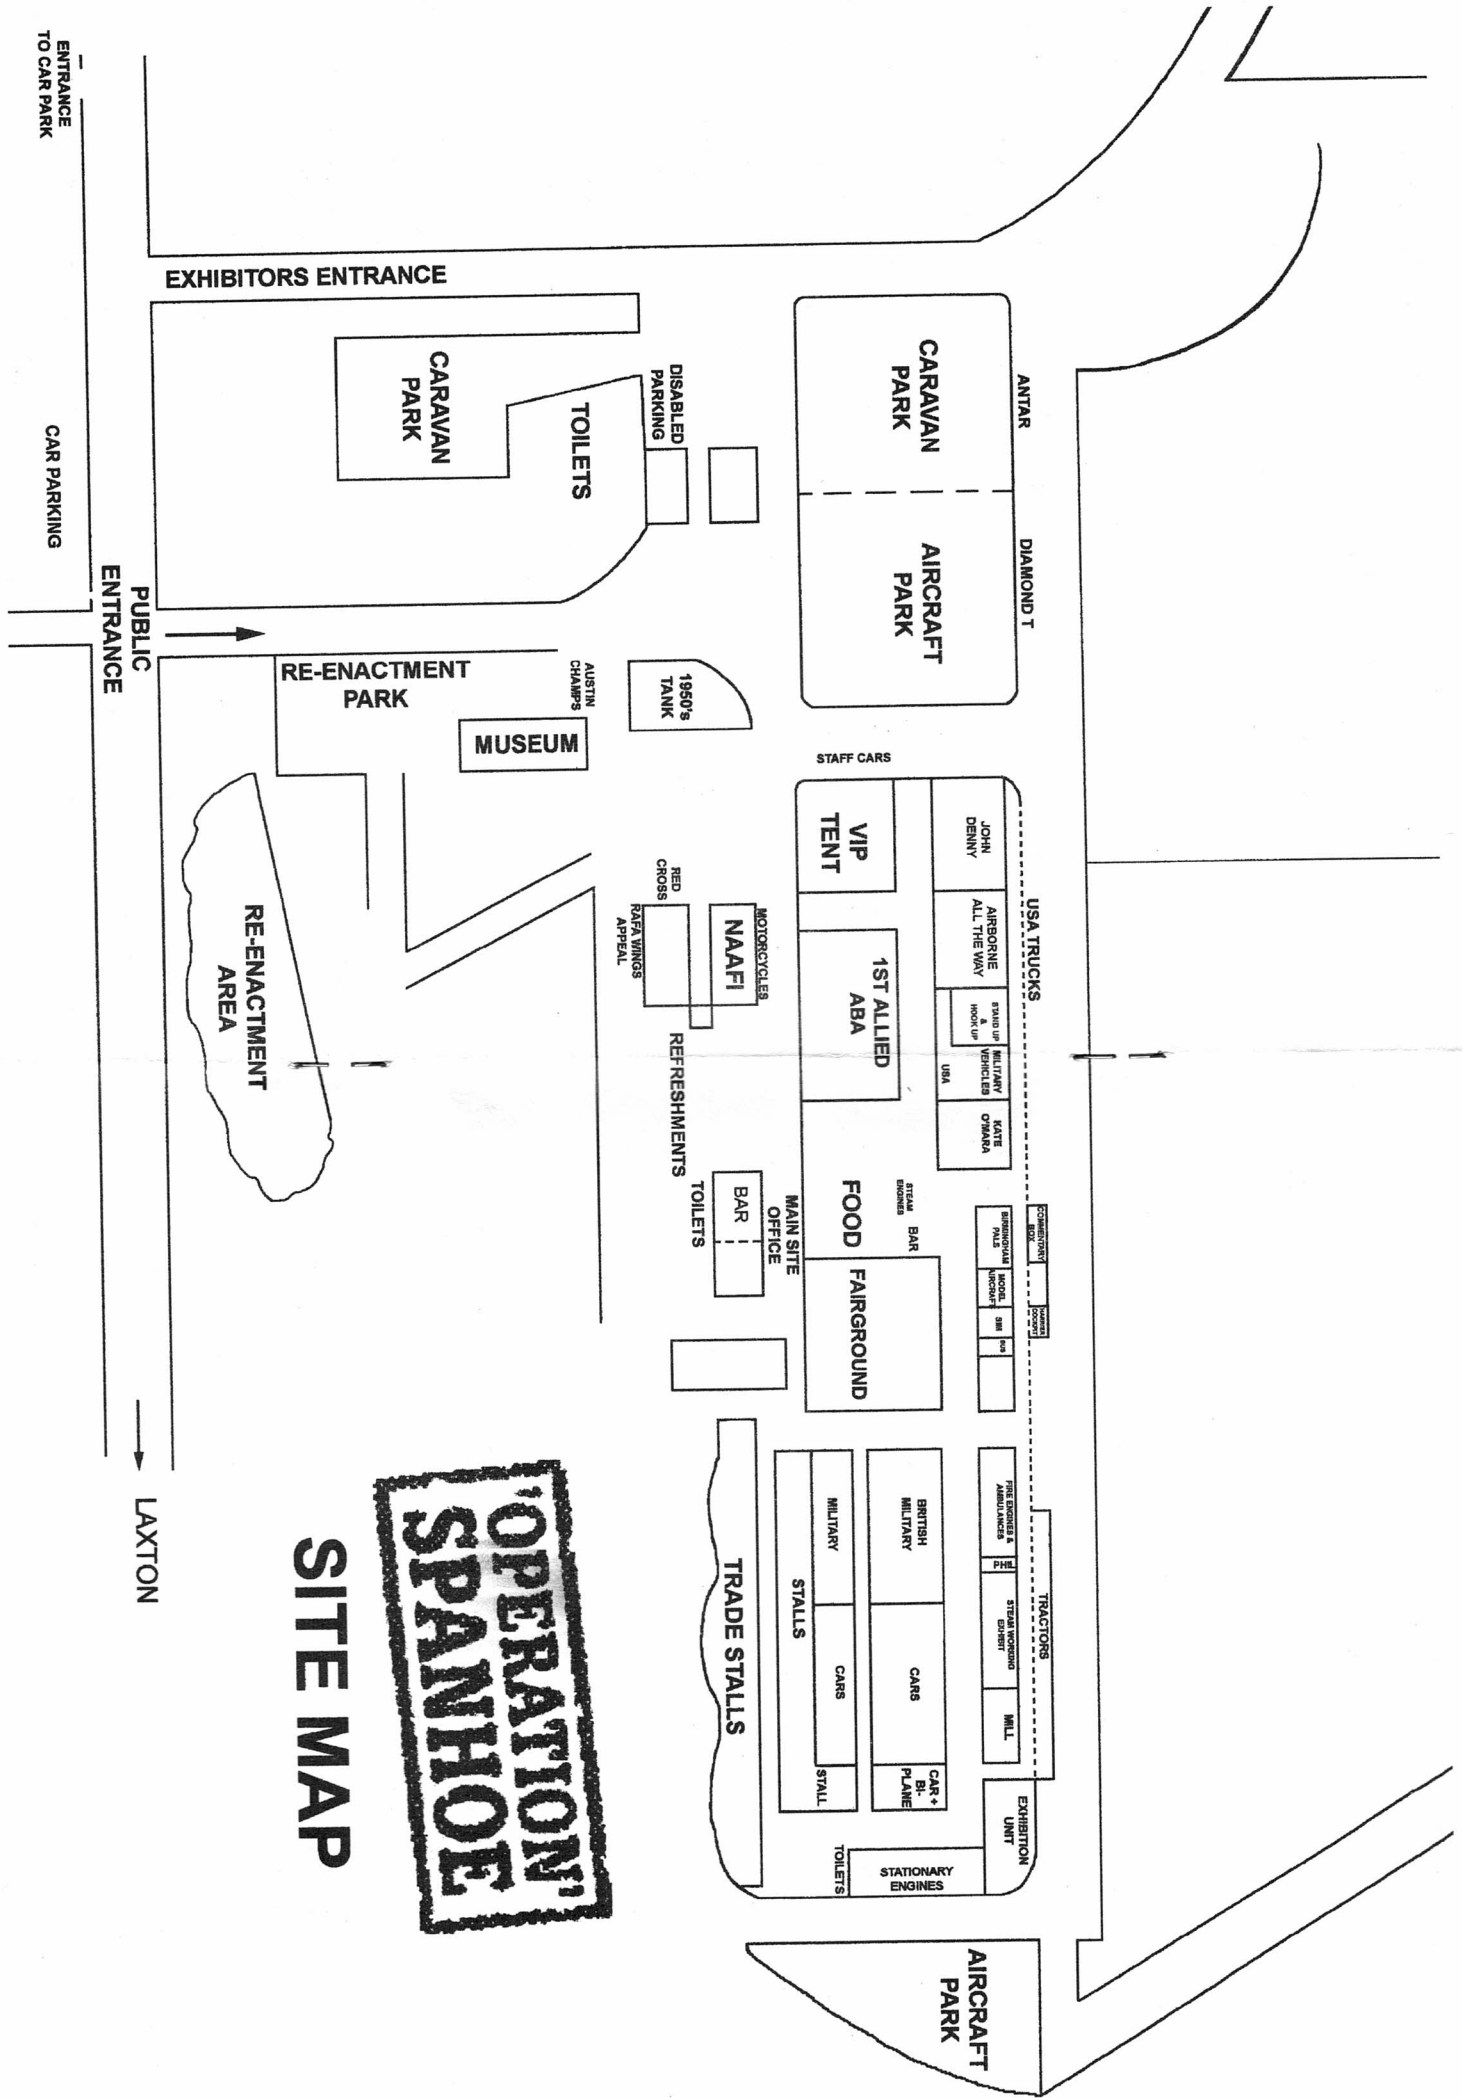 ENTRANCE
TO CAR PARK
CAR PARKING
PUBLIC
ENTRANCE
LAXTON
EXHIBITORS ENTRANCE
CARAVAN
PARK
TOILETS
DISABLED
PARKING
CARAVAN
PARK
AIRCRAFT
PARK
ANTAR
DIAMOND T
RE-ENACTMENT
PARK
AUSTIN
CHAMPS
1950's
TANK
MUSEUM
STAFF CARS
RE-ENACTMENT
AREA
VIP
TENT
JOHN
DENNY
AIRBORNE
ALL THE WAY
STAND UP
&
HOOK UP
MILITARY
VEHICLES
USA
KATE
O'MARA
USA TRUCKS
1ST ALLIED
ABA
RED
CROSS
RAFA WINGS
APPEAL
NAAFI
MOTORCYCLES
REFRESHMENTS
TOILETS
BAR
MAIN SITE
OFFICE
FOOD
STEAM
ENGINES
BAR
FAIRGROUND
COMMENTARY
BOX
HARRIER
COCKPIT
BIRMINGHAM
PALS
MODEL
AIRCRAFT
SIM
BUS
FIRE ENGINES &
AMBULANCES
PHE
STEAM WORKING
EXHIBIT
MILL
TRACTORS
BRITISH
MILITARY
CARS
CAR +
BI-
PLANE
MILITARY
CARS
STALLS
STALL
TRADE STALLS
EXHIBITION
UNIT
STATIONARY
ENGINES
TOILETS
AIRCRAFT
PARK
'OPERATION'
SPANHOE
SITE MAP